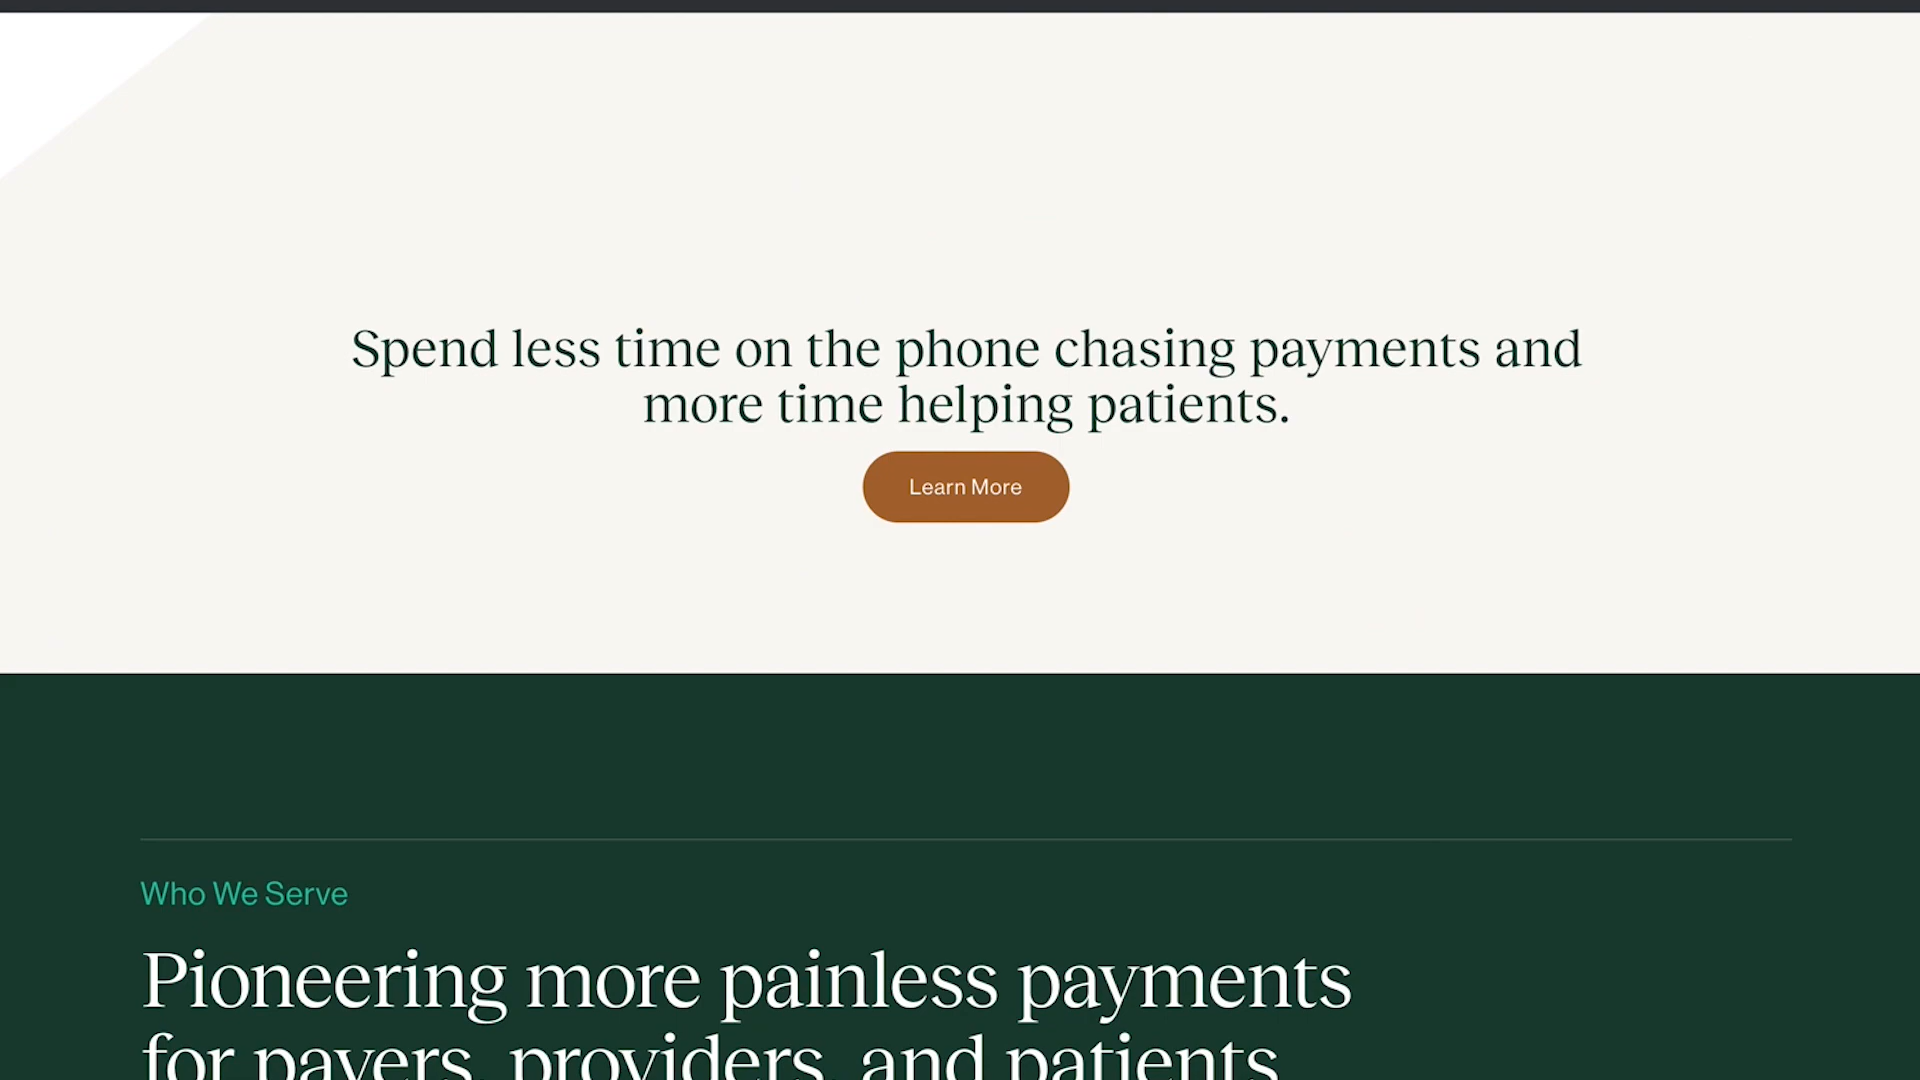 Spend less time on the phone chasing payments and
more time helping patients.
Learn More
Who We Serve
Pioneering more painless payments
for payers, providers, and patients